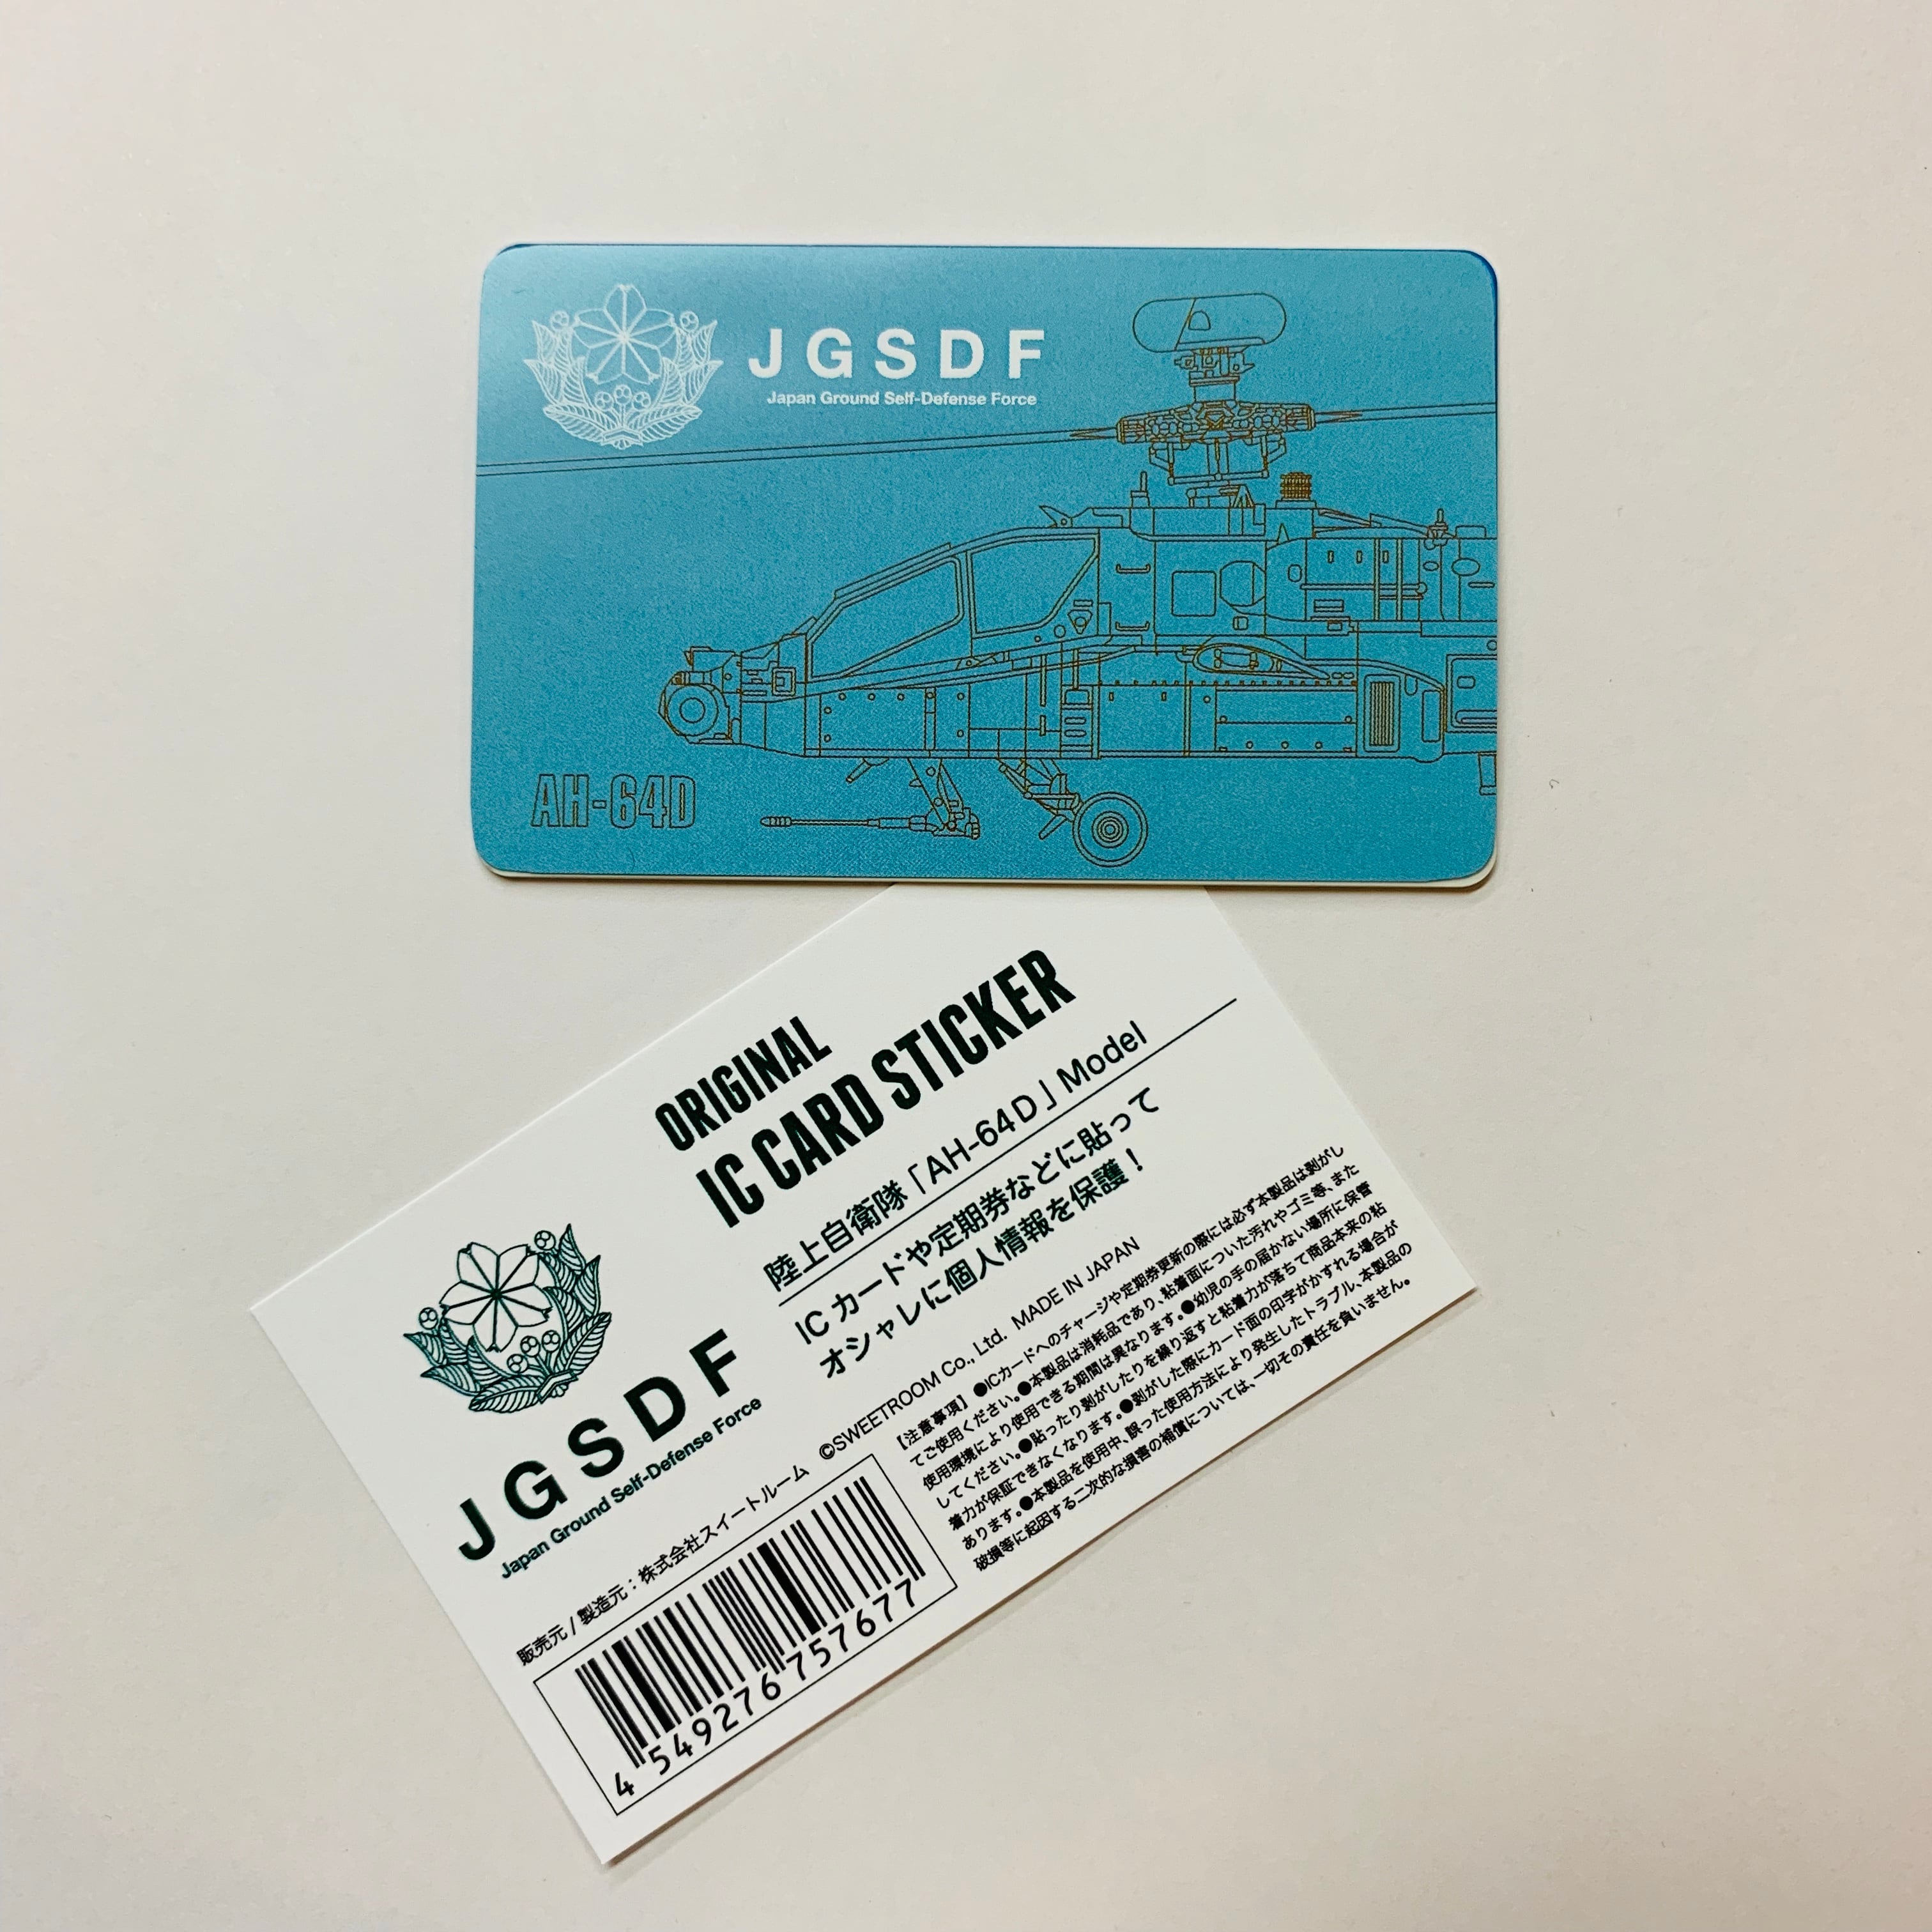 JGSDF
Japan Ground Self-Defense Force
AH-64D
ORIGINAL
IC CARD STICKER
陸上自衛隊「AH-64D」Model
ICカードや定期券などに貼って
オシャレに個人情報を保護！
JGSDF
Japan Ground Self-Defense Force
販売元 / 製造元：株式会社スイートルーム ©SWEETROOM Co., Ltd. MADE IN JAPAN
4 549276 757677
【注意事項】●ICカードへのチャージや定期券更新の際には必ず本製品は剥がし
てご使用ください。●本製品は消耗品であり、粘着面についた汚れやゴミ等、また
使用環境により使用できる期間は異なります。●幼児の手の届かない場所に保管
してください。●貼ったり剥がしたりを繰り返すと粘着力が落ちて商品本来の粘
着力が保証できなくなります。●剥がした際にカード面の印字がかすれる場合が
あります。●本製品を使用中、誤った使用方法により発生したトラブル、本製品の
破損等に起因する二次的な損害の補償については、一切その責任を負いません。